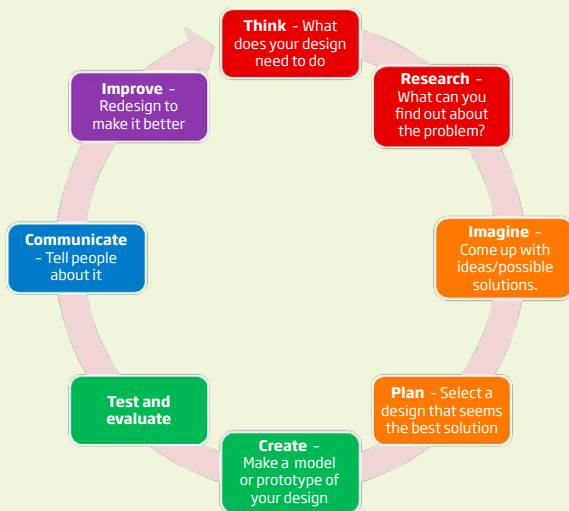 Think – What
does your design
need to do
Research –
What can you
find out about
the problem?
Imagine –
Come up with
ideas/possible
solutions.
Plan – Select a
design that seems
the best solution
Create –
Make a model
or prototype of
your design
Test and
evaluate
Communicate
– Tell people
about it
Improve –
Redesign to
make it better